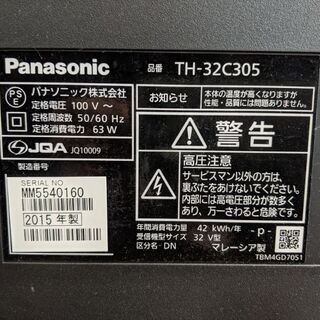 Panasonic
品番 TH-32C305
PS
E
パナソニック株式会社
定格電圧 100 V ～
定格周波数 50/60 Hz
定格消費電力 63 W
JQA JQ10009
製造番号
SERIAL NO.
MM5540160
2015 年製
お知らせ
本体の温度が高くなりますが
性能・品質には問題ありません。
警告
高圧注意
サービスマン以外の方は、
裏ぶたをあけないでください。
内部には高電圧部分が数多く
あり、万一さわると危険です。
年間消費電力量 42 kWh/年
受信機型サイズ 32 V型
区分名: DN
-p-
マレーシア製
TBM4GD7051